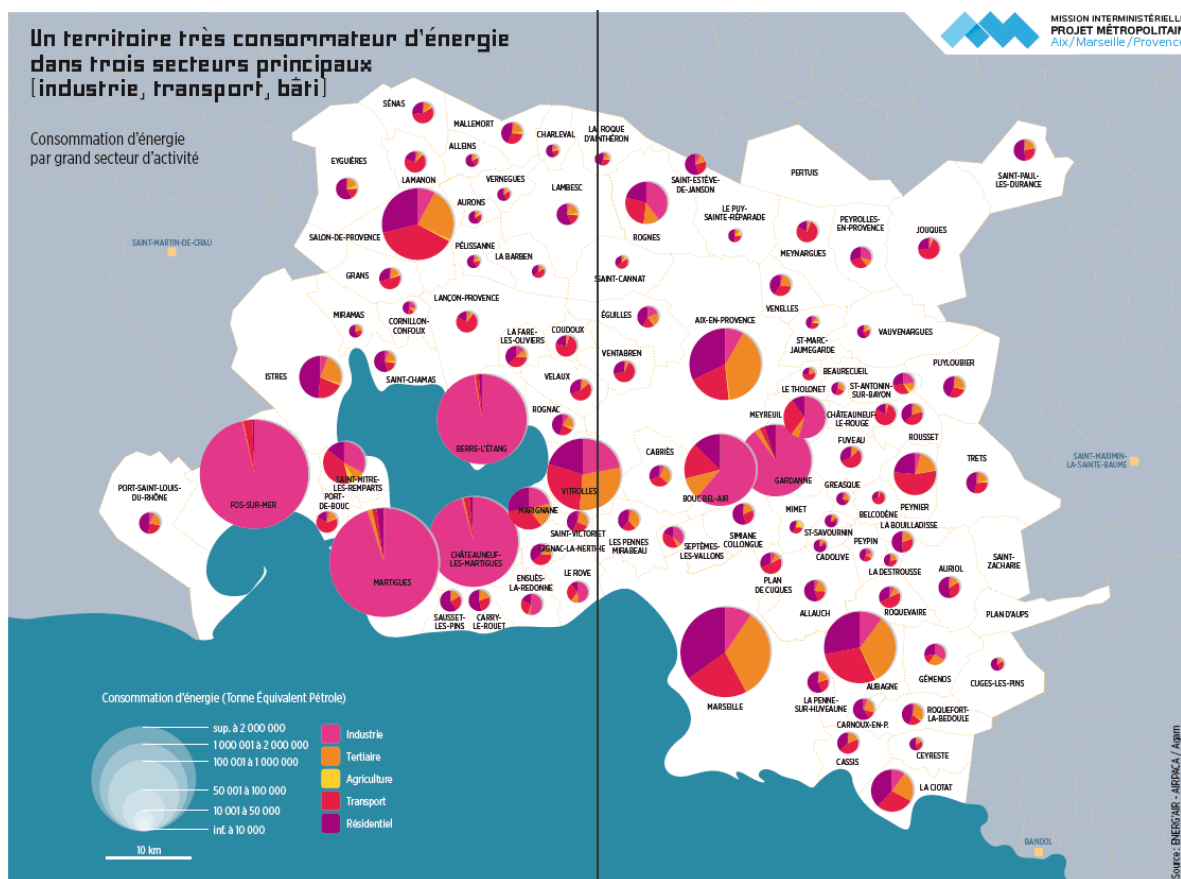 Un territoire très consommateur d'énergie
dans trois secteurs principaux
[industrie, transport, bâti]
Consommation d'énergie
par grand secteur d'activité
MISSION INTERMINISTÉRIELLE
PROJET MÉTROPOLITAIN
Aix/Marseille/Provence
SÉNAS
MALLEMORT
CHARLEVAL
LA ROQUE
D'AINTHÉRON
ALLEINS
EYGUIÈRES
LAMANON
VERNEGUES
AURONS
LAMBESC
SAINT-ESTÈVE-
DE-JANSON
PERTUIS
SAINT-PAUL-
LES-DURANCE
LE PUY-
SAINTE-RÉPARADE
PEYROLLES-
EN-PROVENCE
JOUQUES
MEYNARGUES
ROGNES
SAINT-MARTIN-DE-CRAU
SALON-DE-PROVENCE
PÉLISSANNE
LA BARBEN
SAINT-CANNAT
GRANS
LANÇON-PROVENCE
VENELLES
MIRAMAS
CORNILLON-
CONFOUX
ÉGUILLES
AIX-EN-PROVENCE
ST-MARC-
JAUMEGARDE
VAUVENARGUES
LA FARE-
LES-OLIVIERS
COUDOUX
VENTABREN
ISTRES
SAINT-CHAMAS
VELAUX
BEAURECUEIL
LE THOLONET
ST-ANTONIN-
SUR-BAYON
PUYLOUBIER
ROGNAC
MEYREUIL
CHÂTEAUNEUF-
LE-ROUGE
ROUSSET
BERRE-L'ÉTANG
FUVEAU
TRETS
SAINT-MAXIMIN-
LA-SAINTE-BAUME
CABRIÈS
BOUC BEL-AIR
GARDANNE
GREASQUE
PEYNIER
SAINT-MITRE-
LES-REMPARTS
VITROLLES
PORT-SAINT-LOUIS-
DU-RHÔNE
FOS-SUR-MER
PORT-
DE-BOUC
MARIGNANE
MIMET
BELCODÈNE
SAINT-VICTORET
LES PENNES
MIRABEAU
SEPTÈMES-
LES-VALLONS
SIMIANE
COLLONGUE
ST-SAVOURNIN
LA BOUILLADISSE
CADOLIVE
PEYPIN
LA DESTROUSSE
SAINT-
ZACHARIE
GIGNAC-LA-NERTHE
CHÂTEAUNEUF-
LES-MARTIGUES
MARTIGUES
ENSUÈS-
LA-REDONNE
LE ROVE
PLAN
DE CUQUES
ALLAUCH
AURIOL
ROQUEVAIRE
PLAN D'AUPS
SAUSSET-
LES-PINS
CARRY-
LE-ROUET
MARSEILLE
AUBAGNE
GÉMENOS
CUGES-LES-PINS
LA PENNE-
SUR-HUVEAUNE
CARNOUX-EN-P.
ROQUEFORT-
LA-BEDOULE
CASSIS
CEYRESTE
LA CIOTAT
BANDOL
Consommation d'énergie (Tonne Équivalent Pétrole)
sup. à 2 000 000
1 000 001 à 2 000 000
100 001 à 1 000 000
50 001 à 100 000
10 001 à 50 000
inf. à 10 000
Industrie
Tertiaire
Agriculture
Transport
Résidentiel
10 km
Source : ENERG'AIR - AIRPACA / Agam